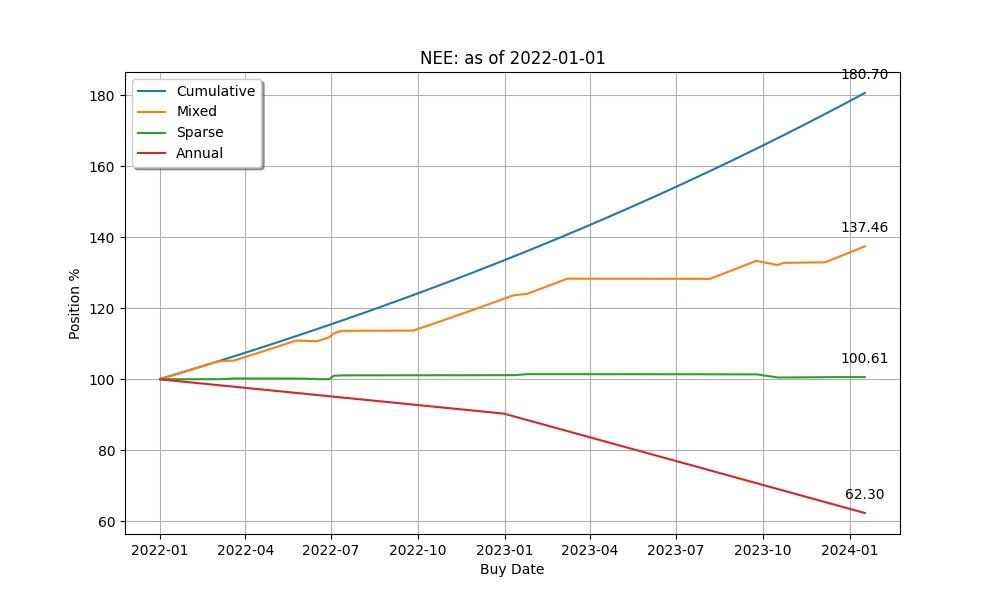 NEE: as of 2022-01-01
180.70
Cumulative
Mixed
Sparse
Annual
137.46
100.61
62.30
Position %
180
160
140
120
100
80
60
2022-01 2022-04 2022-07 2022-10 2023-01 2023-04 2023-07 2023-10 2024-01
Buy Date